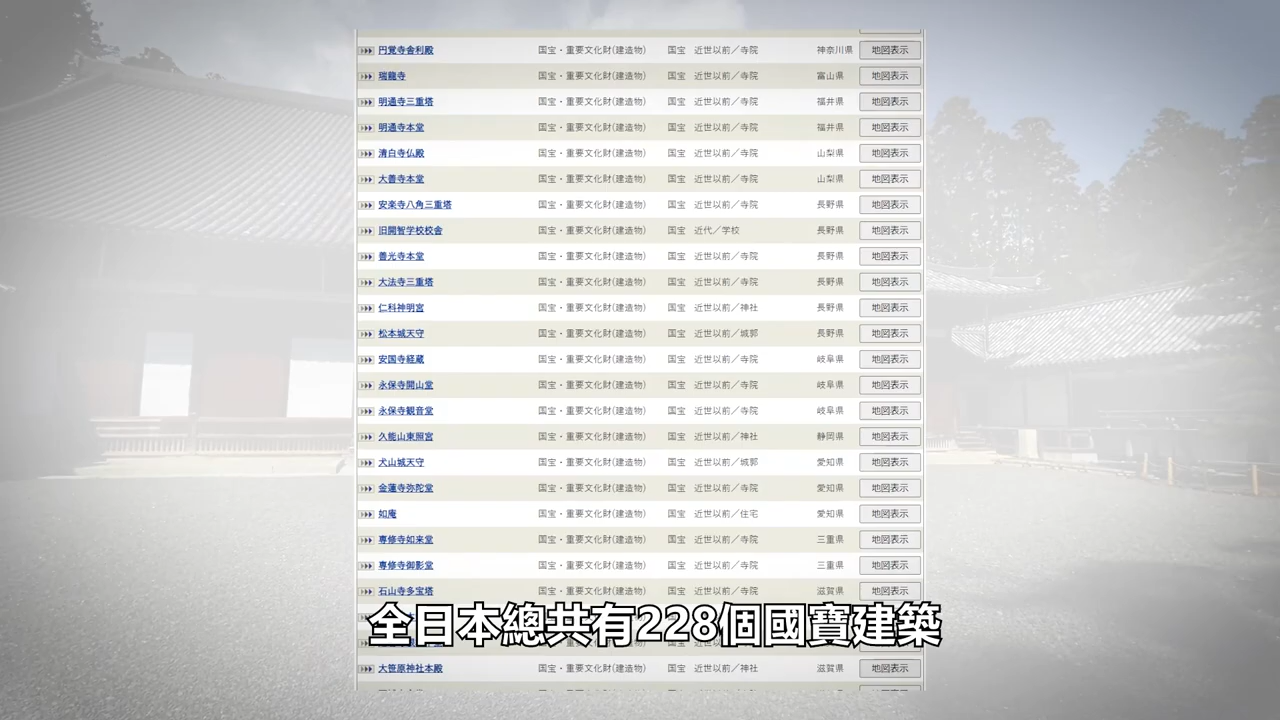 円覚寺舎利殿 国宝・重要文化財(建造物) 国宝 近世以前／寺院 神奈川県 地図表示
瑞龍寺 国宝・重要文化財(建造物) 国宝 近世以前／寺院 富山県 地図表示
明通寺三重塔 国宝・重要文化財(建造物) 国宝 近世以前／寺院 福井県 地図表示
明通寺本堂 国宝・重要文化財(建造物) 国宝 近世以前／寺院 福井県 地図表示
清白寺仏殿 国宝・重要文化財(建造物) 国宝 近世以前／寺院 山梨県 地図表示
大善寺本堂 国宝・重要文化財(建造物) 国宝 近世以前／寺院 山梨県 地図表示
安楽寺八角三重塔 国宝・重要文化財(建造物) 国宝 近世以前／寺院 長野県 地図表示
旧開智学校校舎 国宝・重要文化財(建造物) 国宝 近代／学校 長野県 地図表示
善光寺本堂 国宝・重要文化財(建造物) 国宝 近世以前／寺院 長野県 地図表示
大法寺三重塔 国宝・重要文化財(建造物) 国宝 近世以前／寺院 長野県 地図表示
仁科神明宮 国宝・重要文化財(建造物) 国宝 近世以前／神社 長野県 地図表示
松本城天守 国宝・重要文化財(建造物) 国宝 近世以前／城郭 長野県 地図表示
安国寺経蔵 国宝・重要文化財(建造物) 国宝 近世以前／寺院 岐阜県 地図表示
永保寺開山堂 国宝・重要文化財(建造物) 国宝 近世以前／寺院 岐阜県 地図表示
永保寺観音堂 国宝・重要文化財(建造物) 国宝 近世以前／寺院 岐阜県 地図表示
久能山東照宮 国宝・重要文化財(建造物) 国宝 近世以前／神社 静岡県 地図表示
犬山城天守 国宝・重要文化財(建造物) 国宝 近世以前／城郭 愛知県 地図表示
金蓮寺弥陀堂 国宝・重要文化財(建造物) 国宝 近世以前／寺院 愛知県 地図表示
如庵 国宝・重要文化財(建造物) 国宝 近世以前／住宅 愛知県 地図表示
専修寺如来堂 国宝・重要文化財(建造物) 国宝 近世以前／寺院 三重県 地図表示
専修寺御影堂 国宝・重要文化財(建造物) 国宝 近世以前／寺院 三重県 地図表示
石山寺多宝塔 国宝・重要文化財(建造物) 国宝 近世以前／寺院 滋賀県 地図表示
全日本總共有228個國寶建築
大笹原神社本殿 国宝・重要文化財(建造物) 国宝 近世以前／神社 滋賀県 地図表示